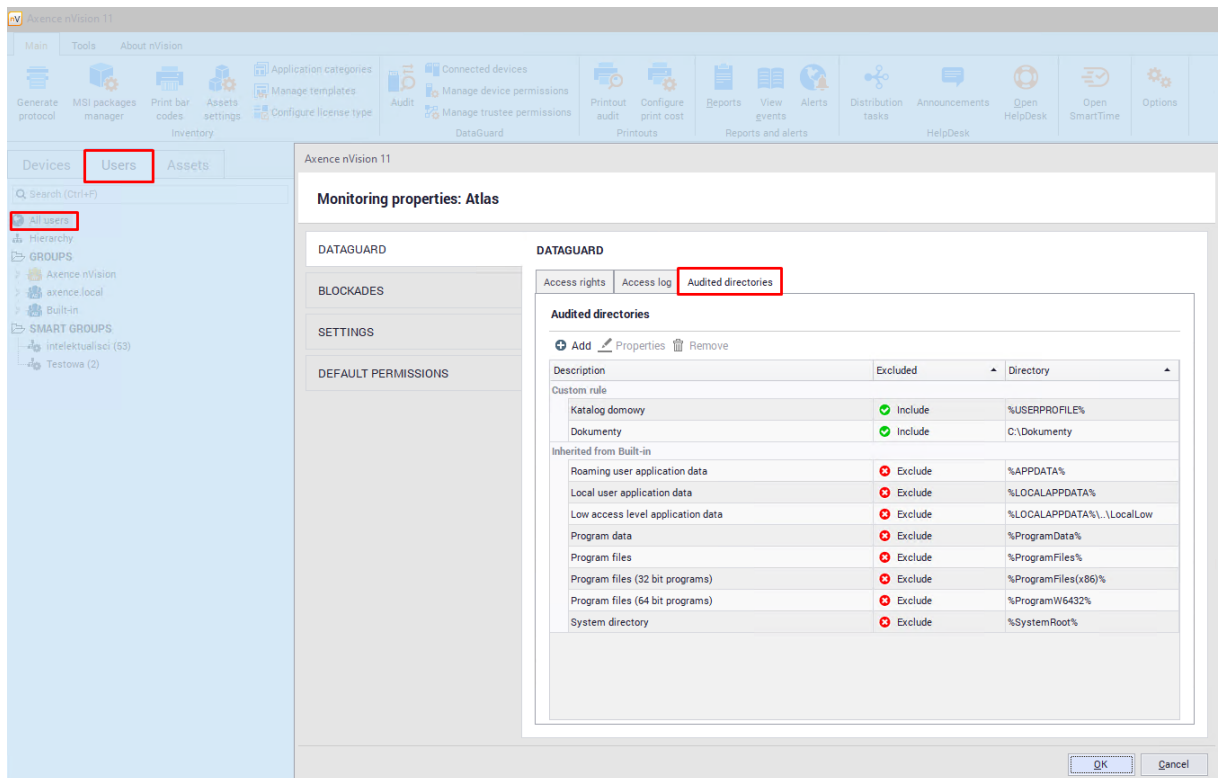 Axence nVision 11
Main Tools About nVision
Generate protocol
MSI packages manager
Print bar codes
Assets settings
Application categories
Manage templates
Configure license type
Inventory
Audit
Connected devices
Manage device permissions
Manage trustee permissions
DataGuard
Printout audit
Configure print cost
Printouts
Reports
View events
Alerts
Reports and alerts
Distribution tasks
Announcements
Open HelpDesk
HelpDesk
Open SmartTime
Options
Devices Users Assets
Search (Ctrl+F)
All users
Hierarchy
GROUPS
Axence nVision
axence.local
Built-in
SMART GROUPS
intelektualisci (53)
Testowa (2)
Axence nVision 11
Monitoring properties: Atlas
DATAGUARD
BLOCKADES
SETTINGS
DEFAULT PERMISSIONS
DATAGUARD
Access rights Access log Audited directories
Audited directories
Add Properties Remove
Description Excluded Directory
Custom rule
Katalog domowy Include %USERPROFILE%
Dokumenty Include C:\Dokumenty
Inherited from Built-in
Roaming user application data Exclude %APPDATA%
Local user application data Exclude %LOCALAPPDATA%
Low access level application data Exclude %LOCALAPPDATA%\..\LocalLow
Program data Exclude %ProgramData%
Program files Exclude %ProgramFiles%
Program files (32 bit programs) Exclude %ProgramFiles(x86)%
Program files (64 bit programs) Exclude %ProgramW6432%
System directory Exclude %SystemRoot%
OK Cancel